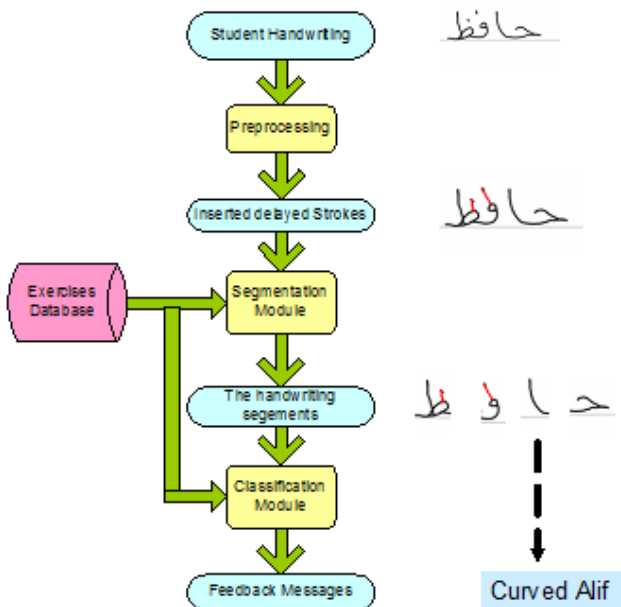 Student Handwriting
حافظ
Preprocessing
Inserted delayed Strokes
حافظ
Exercises
Database
Segmentation
Module
The handwriting
segements
حا ف ظ
Classification
Module
Feedback Messages
Curved Alif